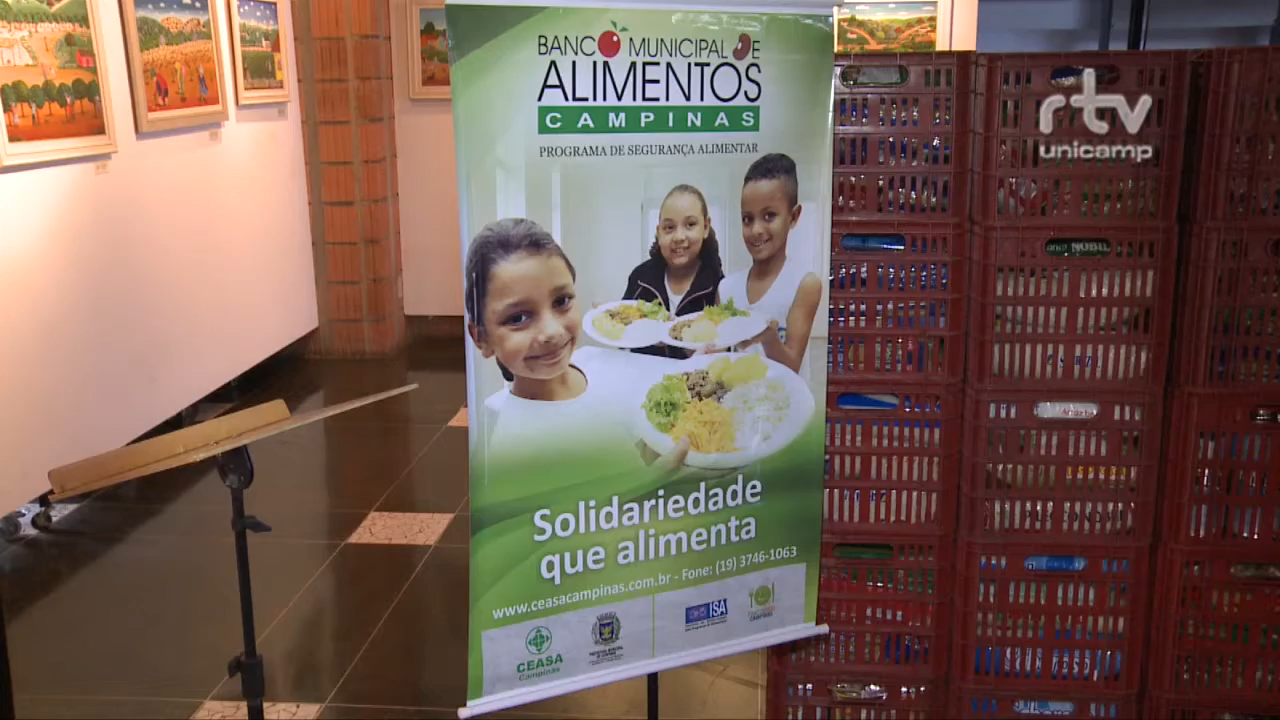 BANCO MUNICIPAL DE
ALIMENTOS
CAMPINAS
PROGRAMA DE SEGURANÇA ALIMENTAR
Solidariedade
que alimenta
www.ceasacampinas.com.br - Fone: (19) 3746-1063
CEASA
Campinas
ISA
rtv
unicamp
NOBRE